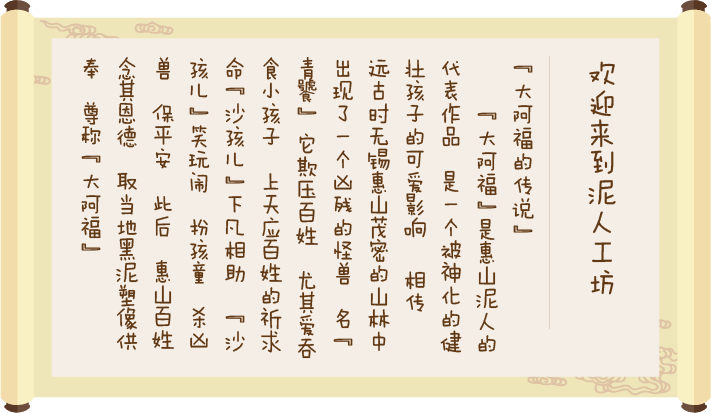 欢迎来到泥人工坊
『大阿福的传说』
『大阿福』是惠山泥人的
代表作品 是一个被神化的健
壮孩子的可爱影响 相传
远古时无锡惠山茂密的山林中
出现了一个凶残的怪兽 名『
青饕』它欺压百姓 尤其爱吞
食小孩子 上天应百姓的祈求
命『沙孩儿』下凡相助 『沙
孩儿』笑玩闹 扮孩童 杀凶
兽 保平安 此后 惠山百姓
念其恩德 取当地黑泥塑像供
奉 尊称『大阿福』